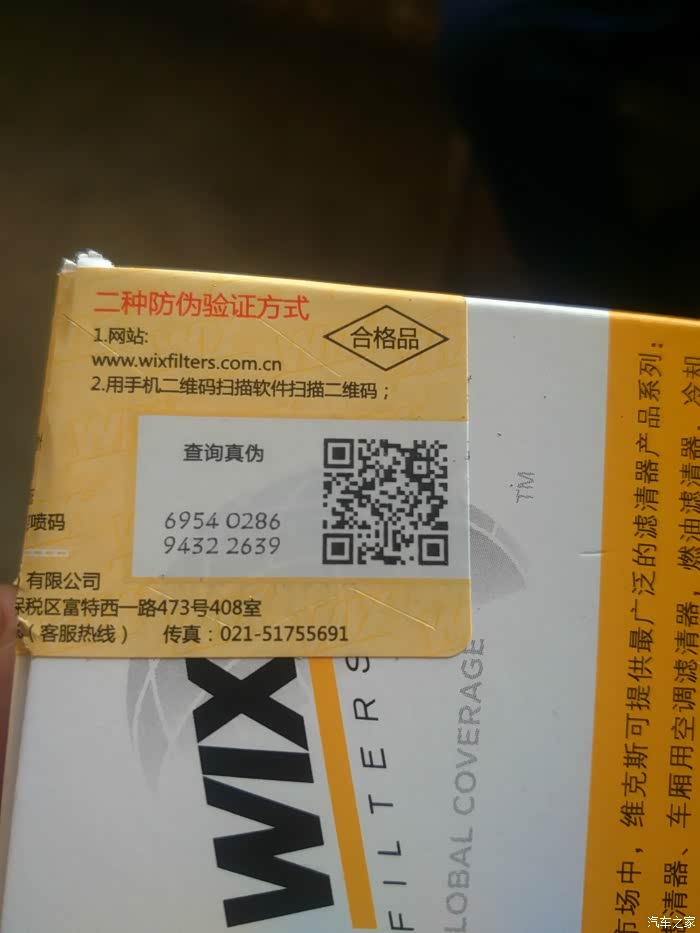 二种防伪验证方式
1.网站:
www.wixfilters.com.cn
2.用手机二维码扫描软件扫描二维码；
合格品
查询真伪
6954 0286
9432 2639
喷码
有限公司
保税区富特西一路473号408室
（客服热线） 传真：021-51755691
WIX
FILTERS
LOBAL COVERAGE
TM
市场中，维克斯可提供最广泛的滤清器产品系列：
清器、车厢用空调滤清器，燃油滤清器，冷却
汽车之家